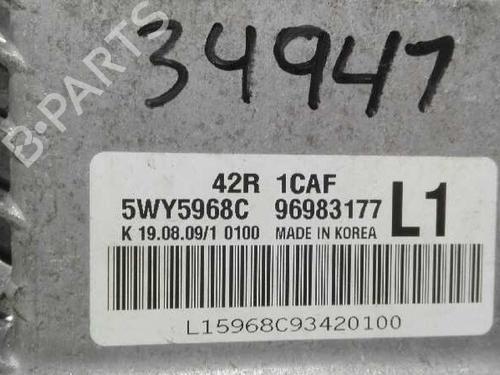 34947
B-PARTS
42R 1CAF
5WY5968C 96983177 L1
K 19.08.09/1 0100 MADE IN KOREA
L15968C93420100